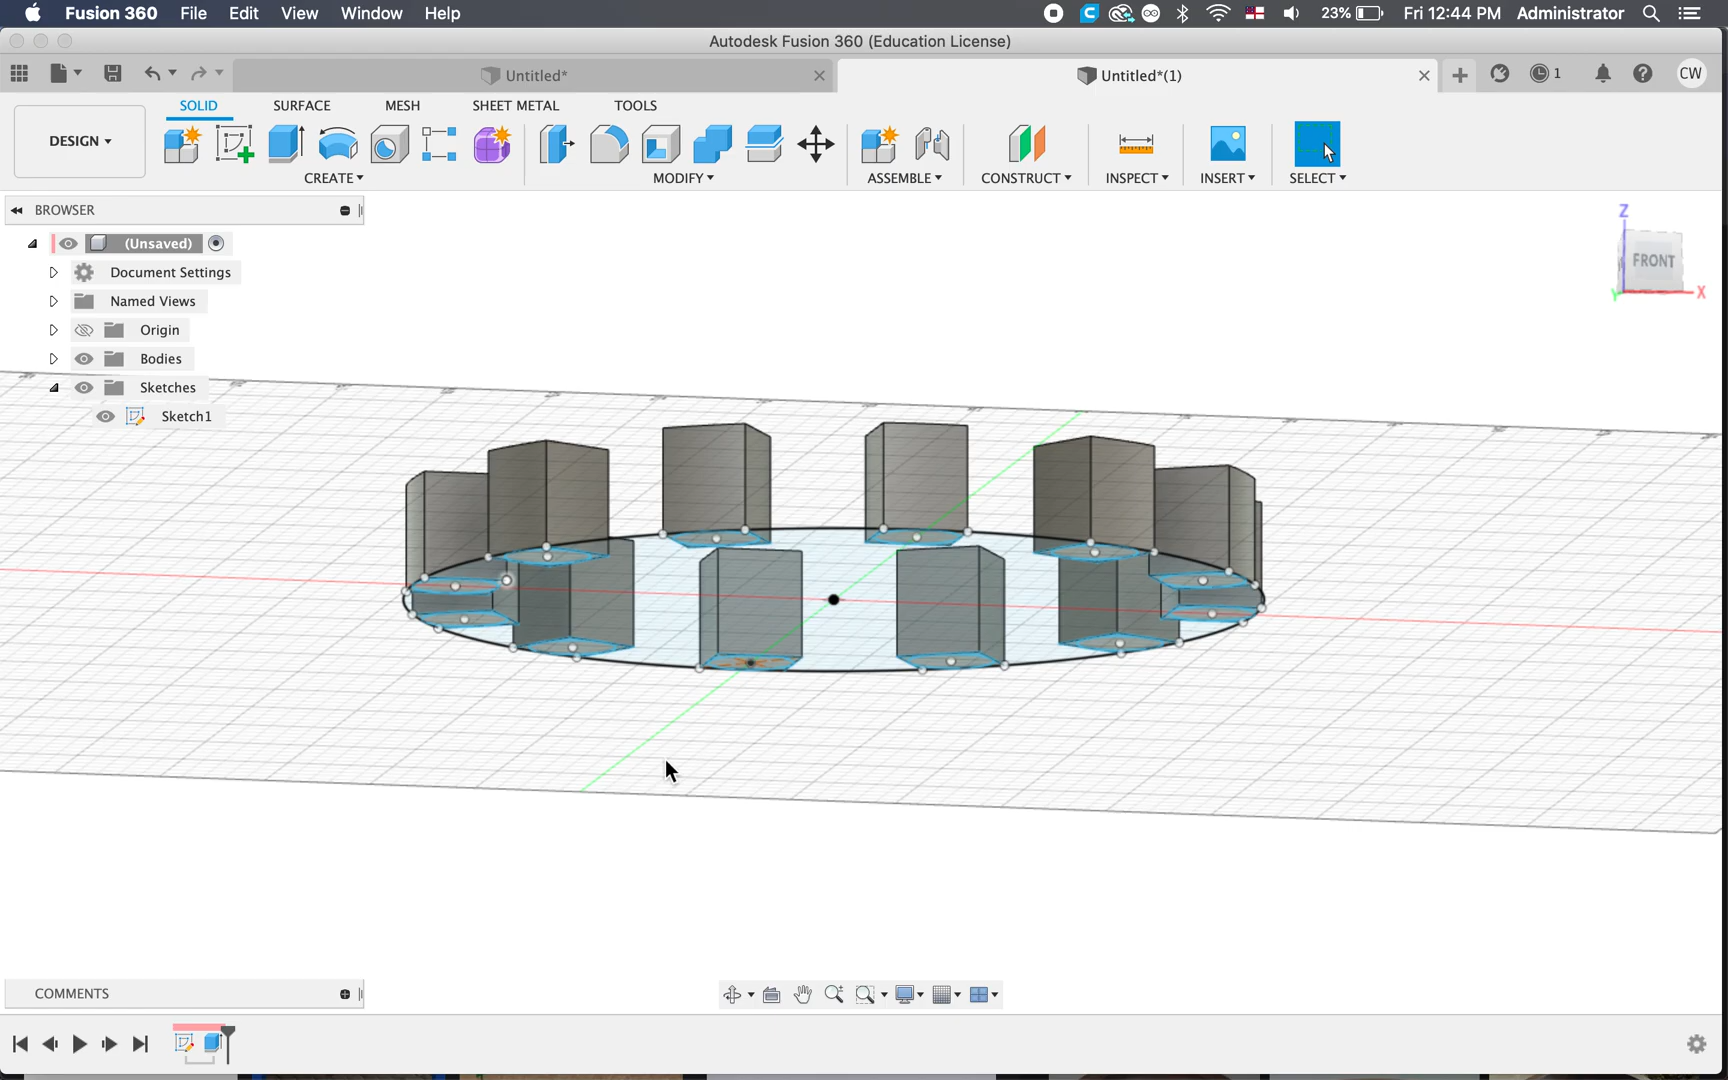 Fusion 360 File Edit View Window Help 23% Fri 12:44 PM Administrator
Autodesk Fusion 360 (Education License)
Untitled* Untitled*(1) 1 CW
SOLID SURFACE MESH SHEET METAL TOOLS
DESIGN
CREATE MODIFY ASSEMBLE CONSTRUCT INSPECT INSERT SELECT
BROWSER
(Unsaved)
Document Settings
Named Views
Origin
Bodies
Sketches
Sketch1
Z
FRONT
X
Y
COMMENTS